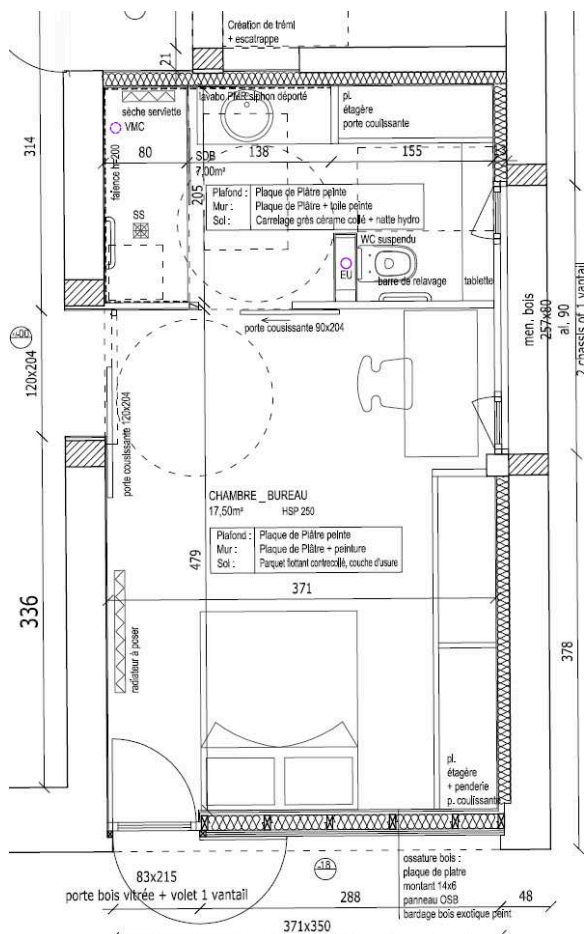 Création de trémi
+ escatrappe
21
lavabo PMR siphon déporté
pl.
étagère
porte coulissante
sèche serviette
VMC
faïence h=200
314
80
138
155
SDB
7,00m²
205
Plafond : Plaque de Plâtre peinte
Mur : Plaque de Plâtre + toile peinte
Sol : Carrelage grès cérame collé + natte hydro
SS
WC suspendu
EU
barre de relavage
tablette
men. bois
257x80
al. 90
2 chassis of 1 vantail
porte cousissante 90x204
120x204
porte cousissante 120x204
CHAMBRE_BUREAU
17,50m² HSP 250
Plafond : Plaque de Plâtre peinte
Mur : Plaque de Plâtre + peinture
Sol : Parquet flottant contrecollé, couche d'usure
479
371
336
radiateur à poser
378
pl.
étagère
+ penderie
p. coulissante
-18
83x215
porte bois vitrée + volet 1 vantail
288
48
371x350
ossature bois :
plaque de platre
montant 14x6
panneau OSB
bardage bois exotique peint